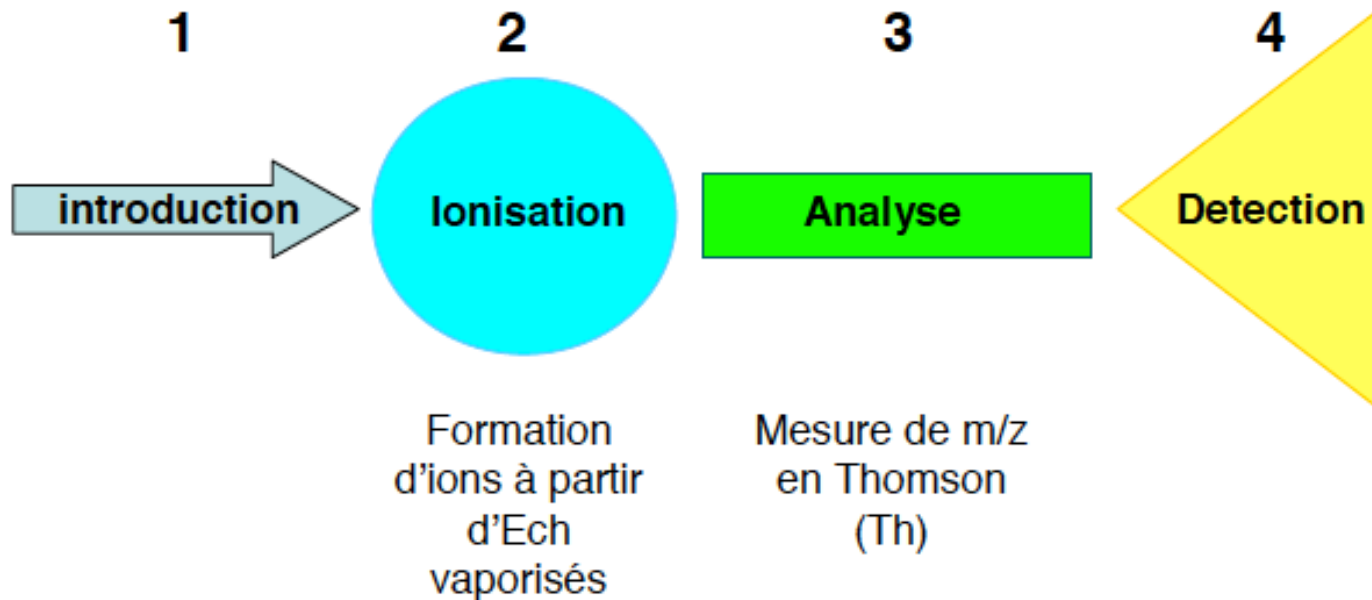 1
2
3
4
introduction
Ionisation
Analyse
Detection
Formation
d'ions à partir
d'Ech
vaporisés
Mesure de m/z
en Thomson
(Th)